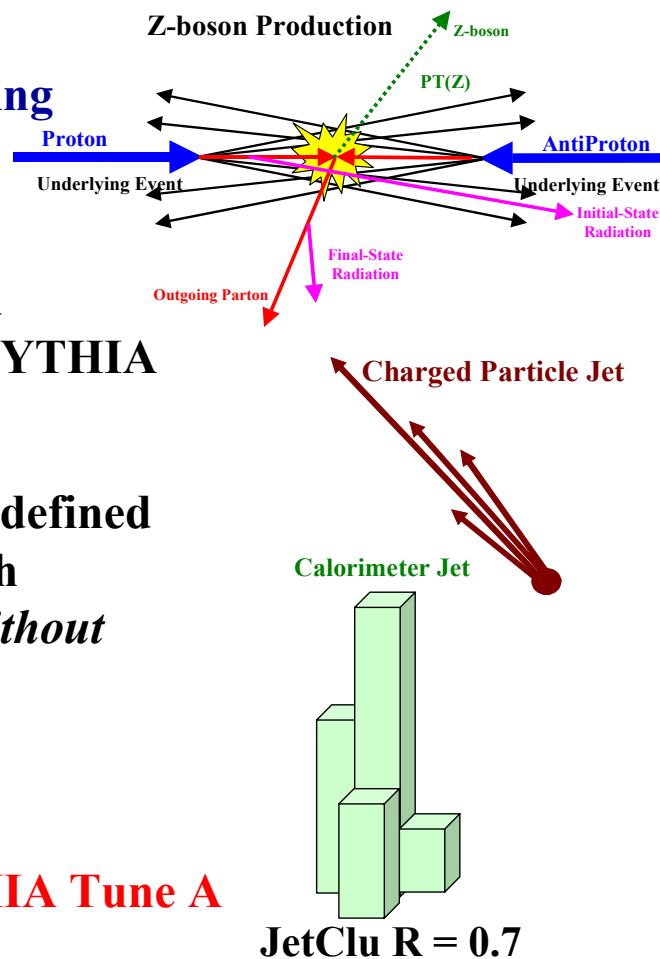 Z-boson Production
Z-boson
ing
PT(Z)
Proton
AntiProton
Underlying Event
Underlying Event
Initial-State
Radiation
Final-State
Radiation
Outgoing Parton
YTHIA
Charged Particle Jet
defined
Calorimeter Jet
h
ithout
IIA Tune A
JetClu R = 0.7